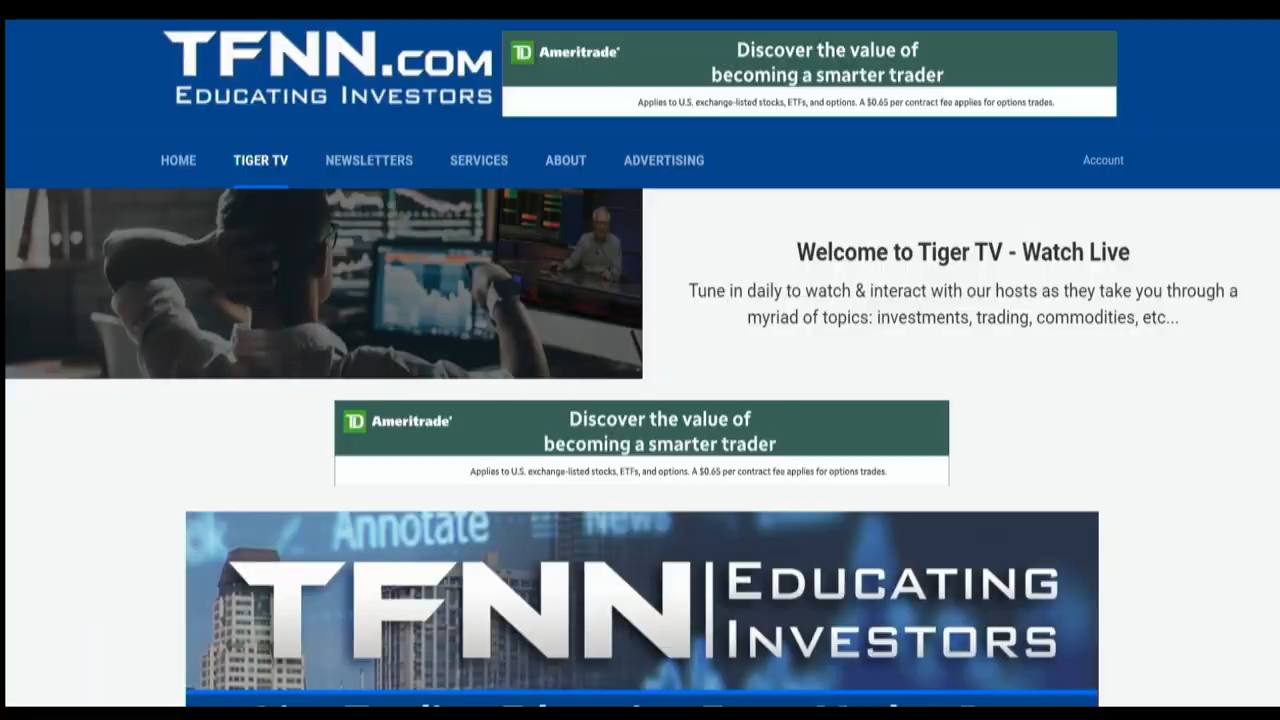 TFNN.COM
EDUCATING INVESTORS
TD Ameritrade
Discover the value of
becoming a smarter trader
Applies to U.S. exchange-listed stocks, ETFs, and options. A $0.65 per contract fee applies for options trades.
HOME TIGER TV NEWSLETTERS SERVICES ABOUT ADVERTISING Account
Welcome to Tiger TV - Watch Live
Tune in daily to watch & interact with our hosts as they take you through a
myriad of topics: investments, trading, commodities, etc...
TD Ameritrade
Discover the value of
becoming a smarter trader
Applies to U.S. exchange-listed stocks, ETFs, and options. A $0.65 per contract fee applies for options trades.
Annotate News
TFNN EDUCATING
INVESTORS